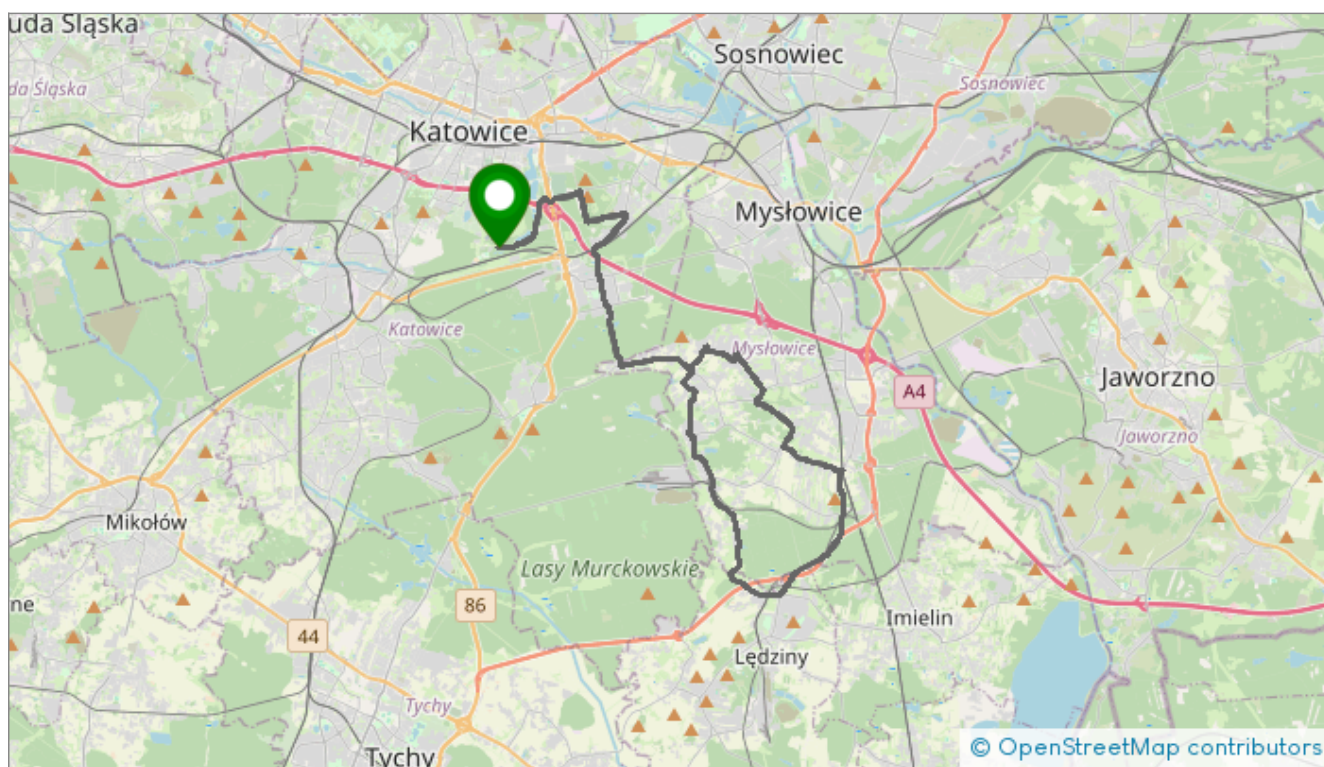 uda Śląska
Sosnowiec
da Śląska
Sosnowiec
Katowice
Mysłowice
Katowice
Mysłowice
Jaworzno
A4
Jaworzno
Mikołów
Lasy Murckowskie
ne
86
Imielin
44
Lędziny
Tychy
Tychy
© OpenStreetMap contributors